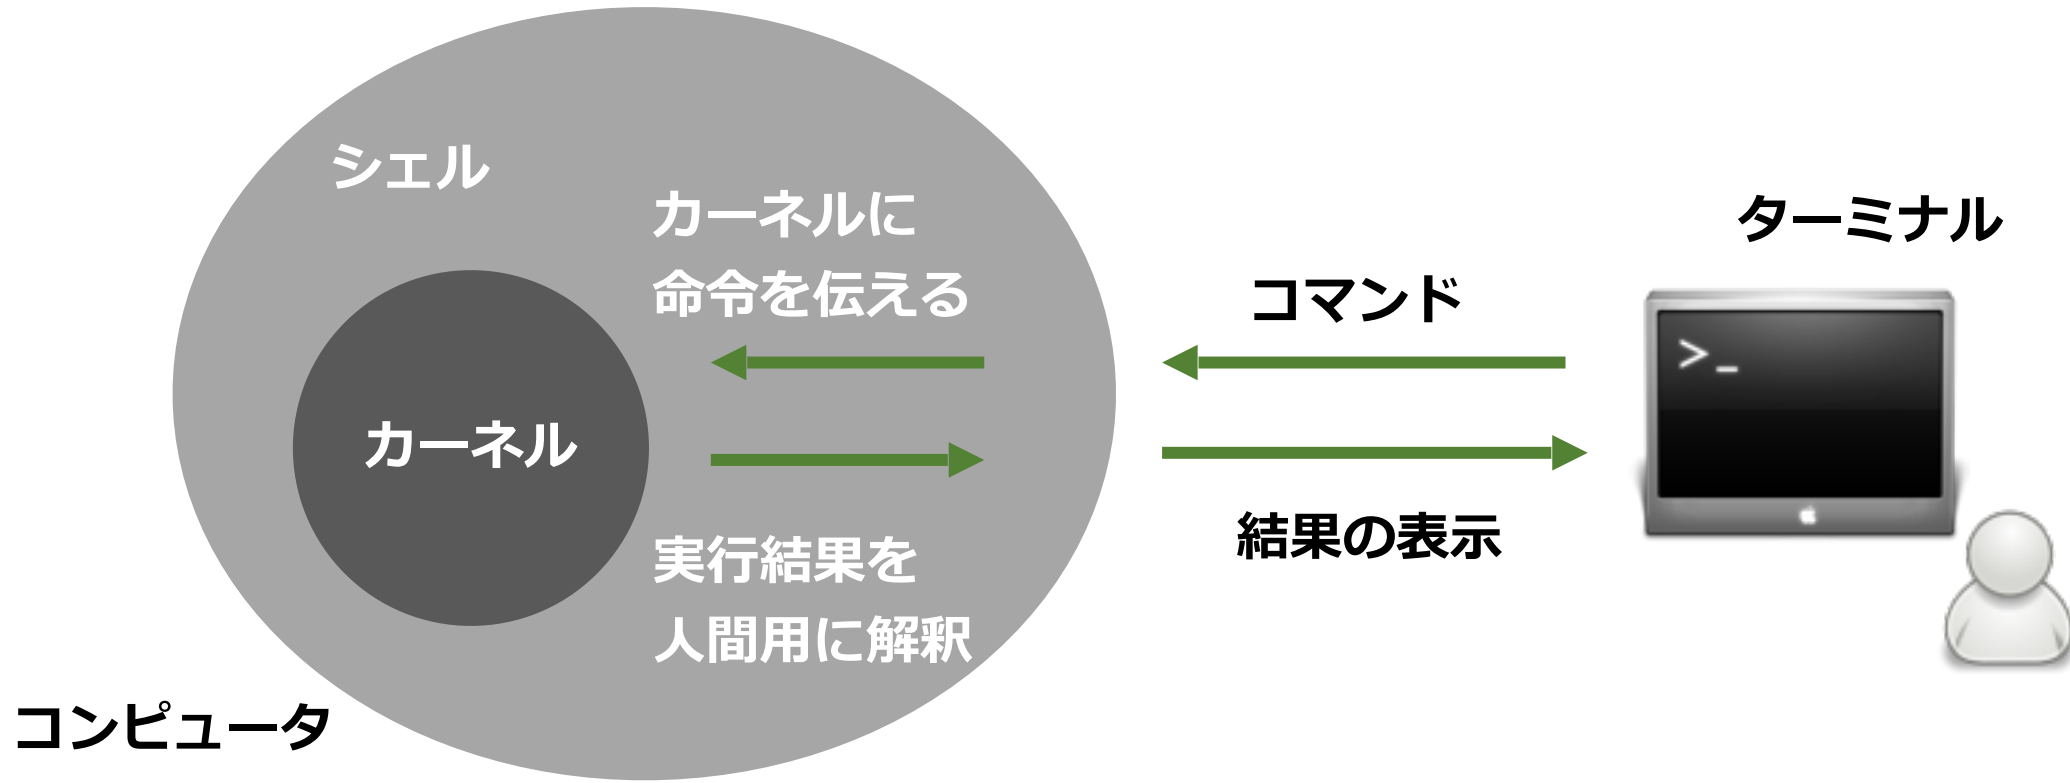 シェル
カーネルに
命令を伝える
カーネル
実行結果を
人間用に解釈
コンピュータ
コマンド
結果の表示
ターミナル
>_